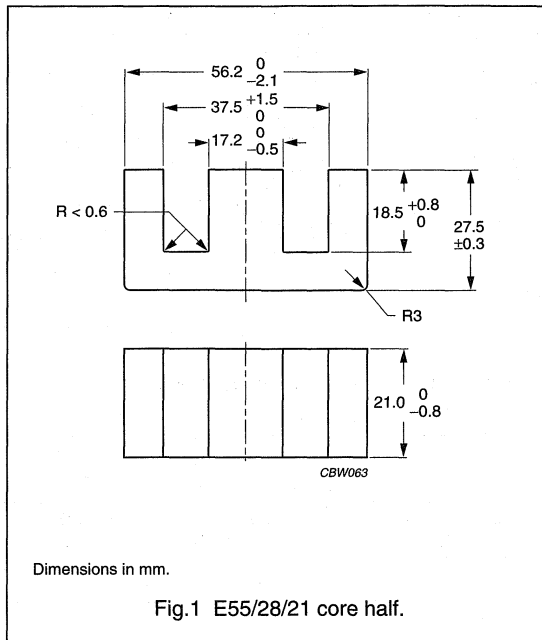 56.2 0
-2.1
37.5 +1.5
0
17.2 0
-0.5
R < 0.6
18.5 +0.8
0
27.5
±0.3
R3
21.0 0
-0.8
CBW063
Dimensions in mm.
Fig.1 E55/28/21 core half.